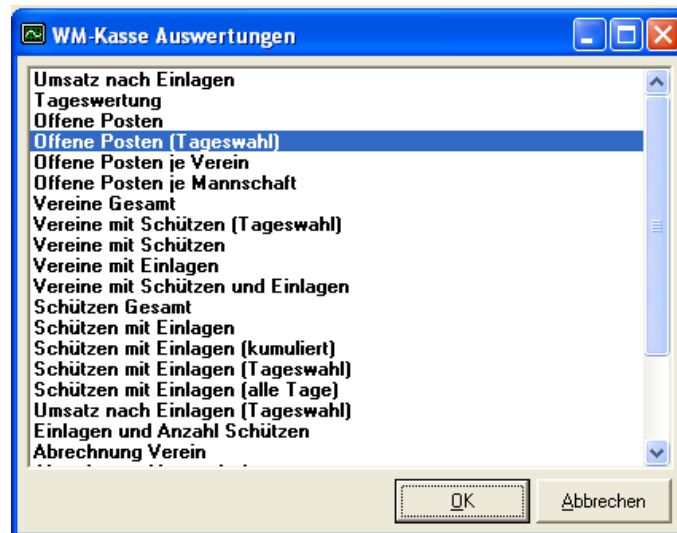 WM-Kasse Auswertungen
Umsatz nach Einlagen
Tageswertung
Offene Posten
Offene Posten (Tageswahl)
Offene Posten je Verein
Offene Posten je Mannschaft
Vereine Gesamt
Vereine mit Schützen (Tageswahl)
Vereine mit Schützen
Vereine mit Einlagen
Vereine mit Schützen und Einlagen
Schützen Gesamt
Schützen mit Einlagen
Schützen mit Einlagen (kumuliert)
Schützen mit Einlagen (Tageswahl)
Schützen mit Einlagen (alle Tage)
Umsatz nach Einlagen (Tageswahl)
Einlagen und Anzahl Schützen
Abrechnung Verein
OK Abbrechen